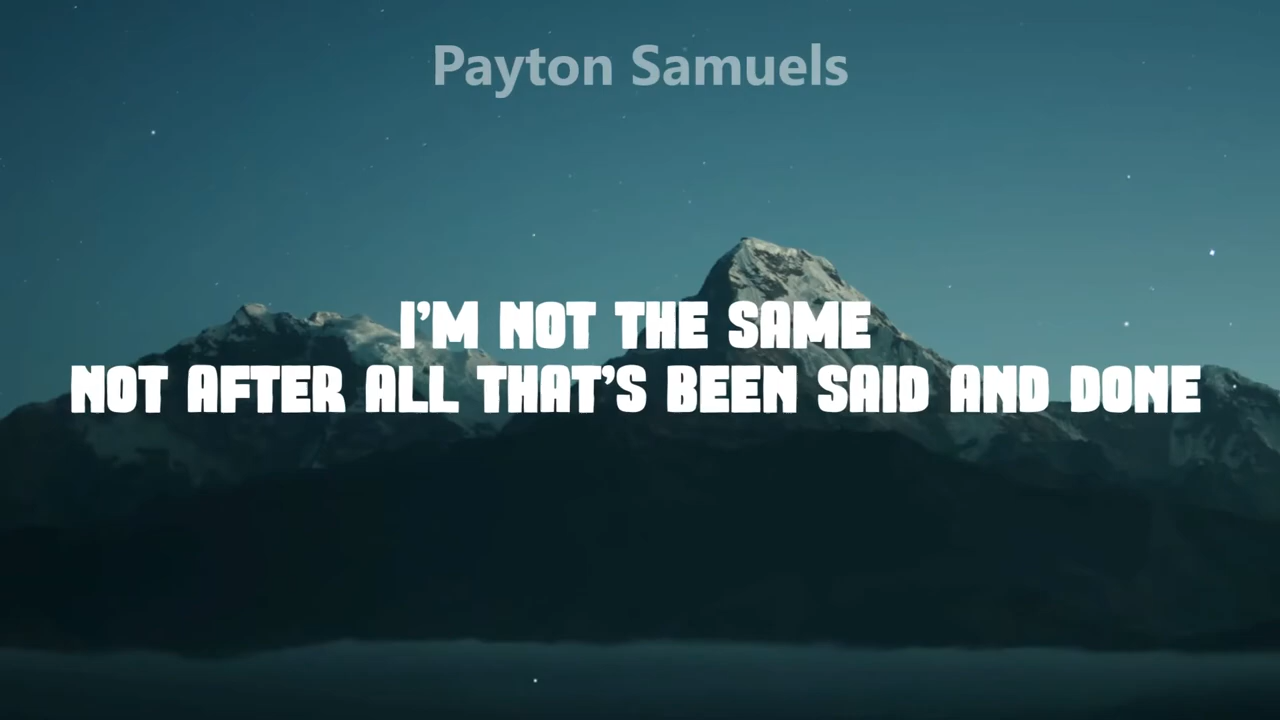 Payton Samuels
I'M NOT THE SAME
NOT AFTER ALL THAT'S BEEN SAID AND DONE